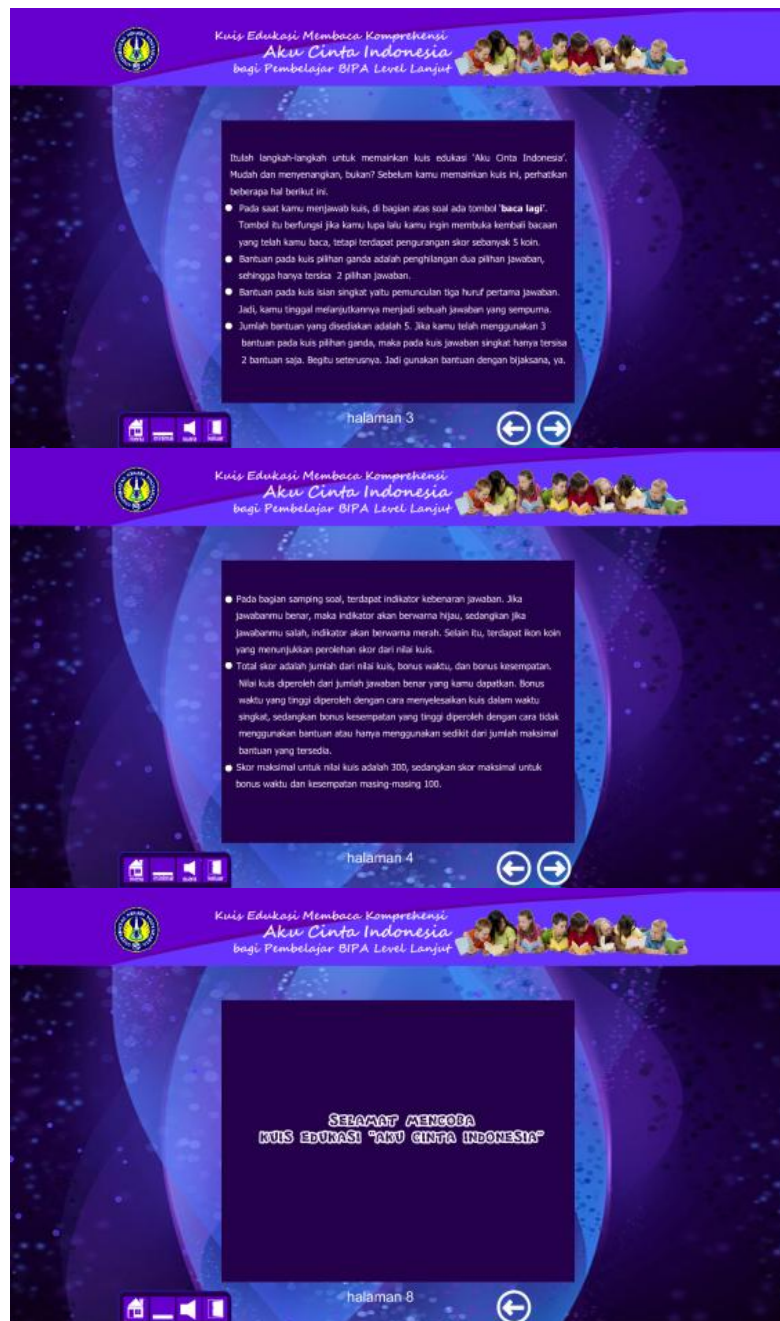 Kuis Edukasi Membaca Komprehensi
Aku Cinta Indonesia
bagi Pembelajar BIPA Level Lanjut
Itulah langkah-langkah untuk memainkan kuis edukasi 'Aku Cinta Indonesia'.
Mudah dan menyenangkan, bukan? Sebelum kamu memainkan kuis ini, perhatikan
beberapa hal berikut ini.
Pada saat kamu menjawab kuis, di bagian atas soal ada tombol 'baca lagi'.
Tombol itu berfungsi jika kamu lupa lalu kamu ingin membuka kembali bacaan
yang telah kamu baca, tetapi terdapat pengurangan skor sebanyak 5 koin.
Bantuan pada kuis pilihan ganda adalah penghilangan dua pilihan jawaban,
sehingga hanya tersisa 2 pilihan jawaban.
Bantuan pada kuis isian singkat yaitu pemunculan tiga huruf pertama jawaban.
Jadi, kamu tinggal melanjutkannya menjadi sebuah jawaban yang sempurna.
Jumlah bantuan yang disediakan adalah 5. Jika kamu telah menggunakan 3
bantuan pada kuis pilihan ganda, maka pada kuis jawaban singkat hanya tersisa
2 bantuan saja. Begitu seterusnya. Jadi gunakan bantuan dengan bijaksana, ya.
halaman 3
menu minimal suara keluar
Kuis Edukasi Membaca Komprehensi
Aku Cinta Indonesia
bagi Pembelajar BIPA Level Lanjut
Pada bagian samping soal, terdapat indikator kebenaran jawaban. Jika
jawabanmu benar, maka indikator akan berwarna hijau, sedangkan jika
jawabanmu salah, indikator akan berwarna merah. Selain itu, terdapat ikon koin
yang menunjukkan perolehan skor dari nilai kuis.
Total skor adalah jumlah dari nilai kuis, bonus waktu, dan bonus kesempatan.
Nilai kuis diperoleh dari jumlah jawaban benar yang kamu dapatkan. Bonus
waktu yang tinggi diperoleh dengan cara menyelesaikan kuis dalam waktu
singkat, sedangkan bonus kesempatan yang tinggi diperoleh dengan cara tidak
menggunakan bantuan atau hanya menggunakan sedikit dari jumlah maksimal
bantuan yang tersedia.
Skor maksimal untuk nilai kuis adalah 300, sedangkan skor maksimal untuk
bonus waktu dan kesempatan masing-masing 100.
halaman 4
menu minimal suara keluar
Kuis Edukasi Membaca Komprehensi
Aku Cinta Indonesia
bagi Pembelajar BIPA Level Lanjut
SELAMAT MENCOBA
KUIS EDUKASI "AKU CINTA INDONESIA"
halaman 8